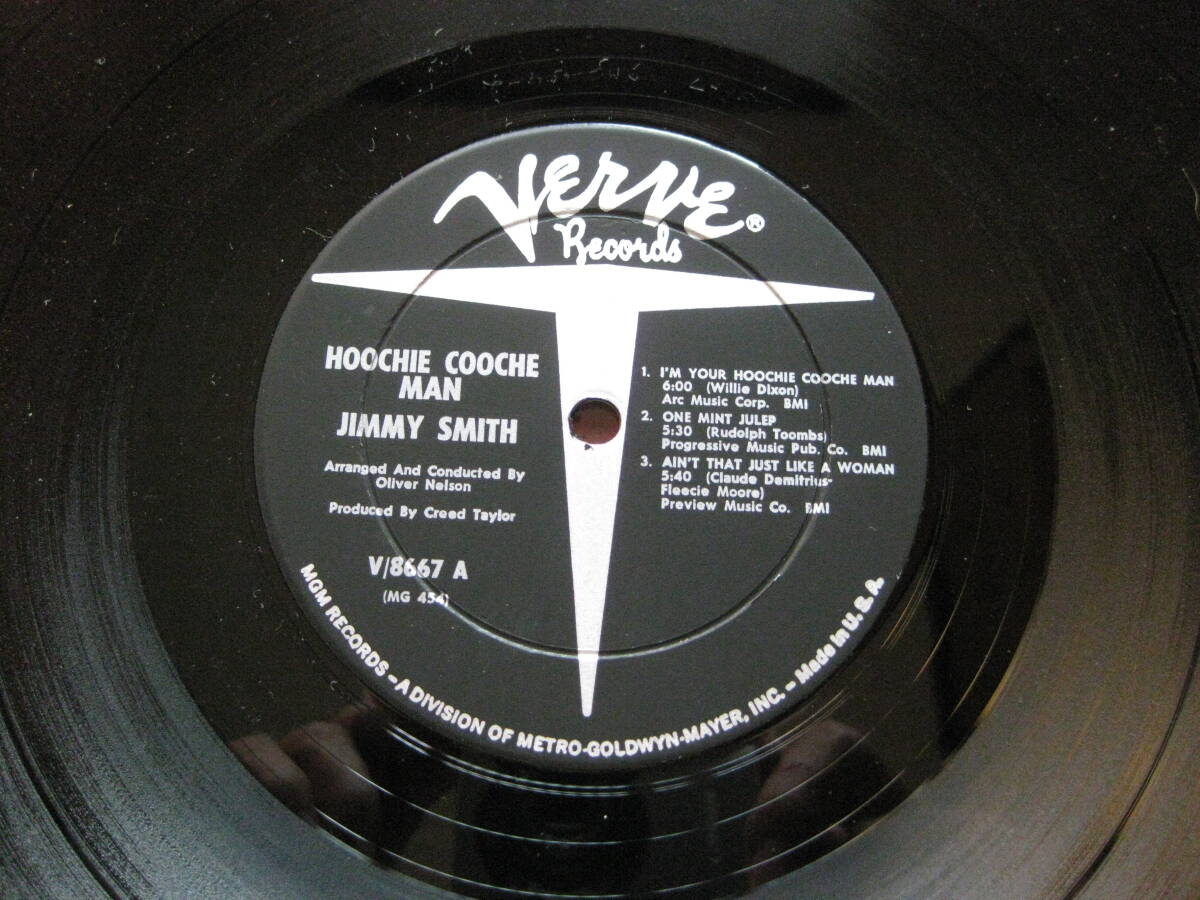 Verve®
Records
HOOCHIE COOCHE
MAN
JIMMY SMITH
Arranged And Conducted By
Oliver Nelson
Produced By Creed Taylor
V/8667 A
(MG 454)
1. I'M YOUR HOOCHIE COOCHE MAN
6:00 (Willie Dixon)
Arc Music Corp. BMI
2. ONE MINT JULEP
5:30 (Rudolph Toombs)
Progressive Music Pub. Co. BMI
3. AIN'T THAT JUST LIKE A WOMAN
5:40 (Claude Demitrius-
Fleecie Moore)
Preview Music Co. BMI
MGM RECORDS – A DIVISION OF METRO-GOLDWYN-MAYER, INC. – Made in U.S.A.